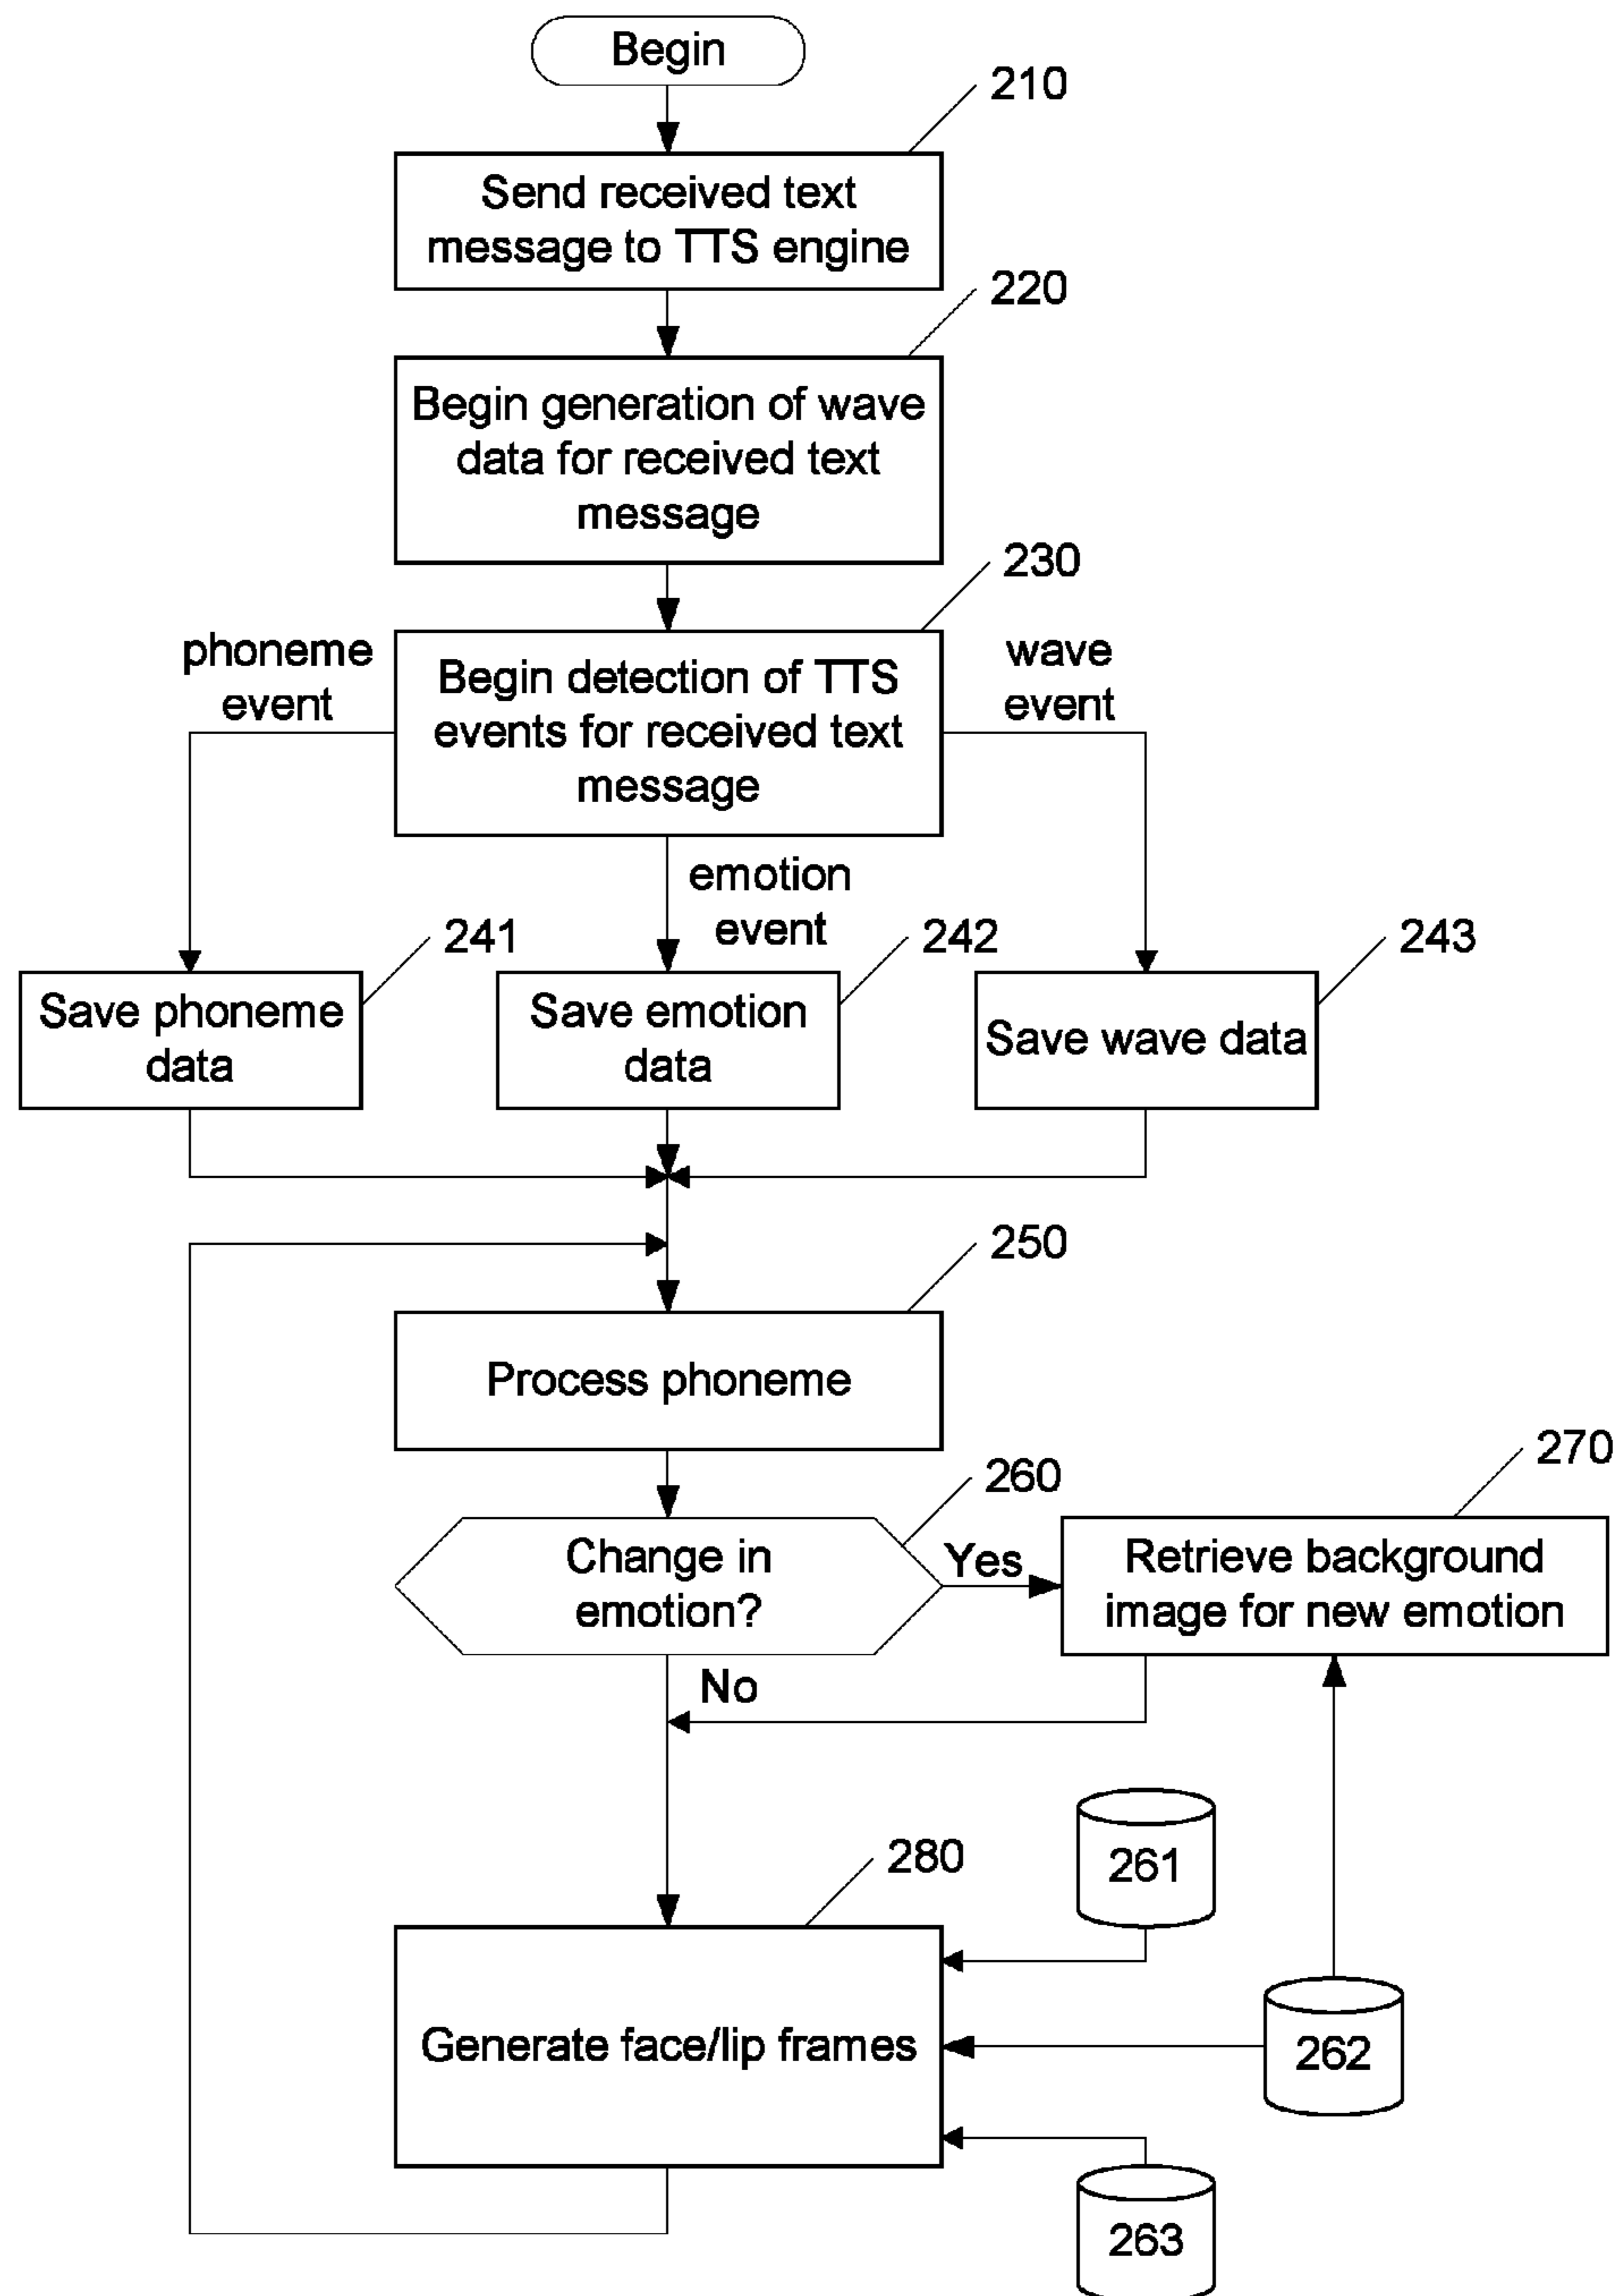 Begin
210
Send received text
message to TTS engine
220
Begin generation of wave
data for received text
message
230
phoneme
event
Begin detection of TTS
events for received text
message
wave
event
emotion
event
241
242
243
Save phoneme
data
Save emotion
data
Save wave data
250
Process phoneme
260
270
Change in
emotion?
Yes
Retrieve background
image for new emotion
No
261
280
Generate face/lip frames
262
263